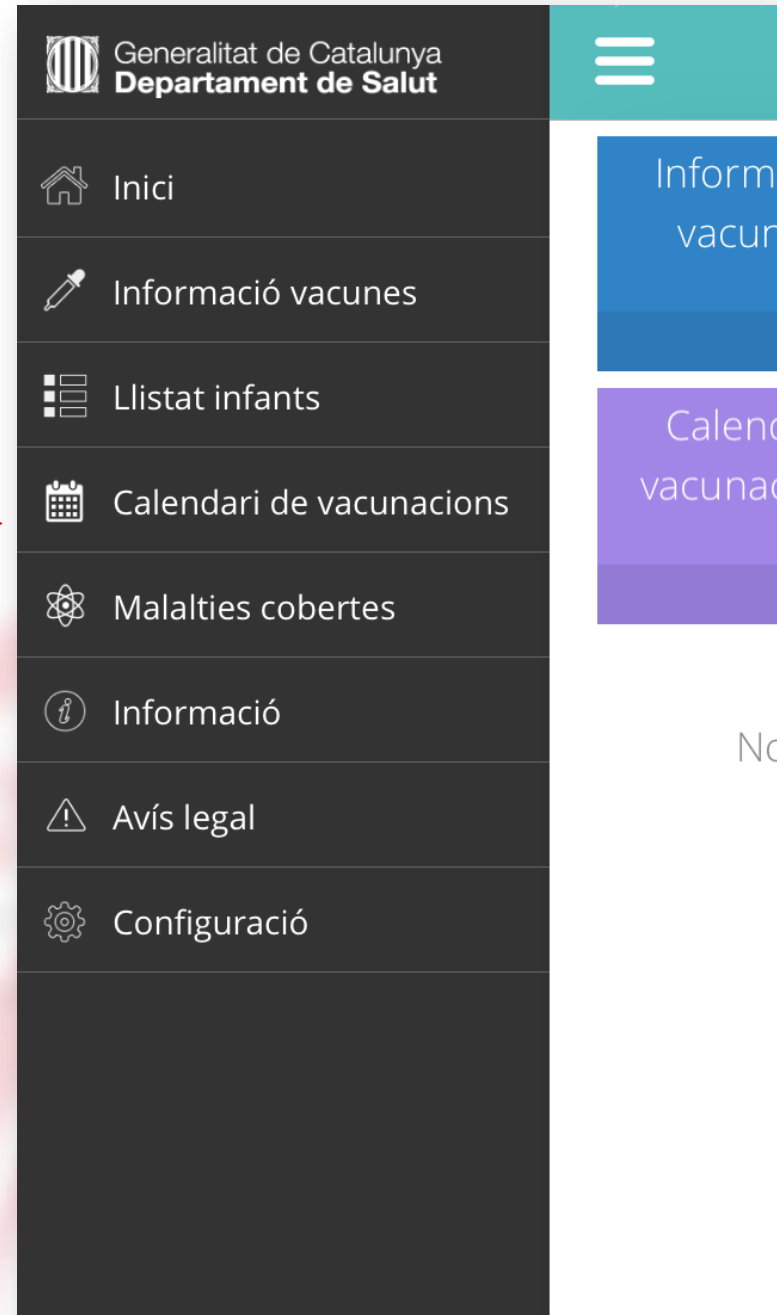 Generalitat de Catalunya
Departament de Salut
Inici
Informació vacunes
Llistat infants
Calendari de vacunacions
Malalties cobertes
Informació
Avís legal
Configuració